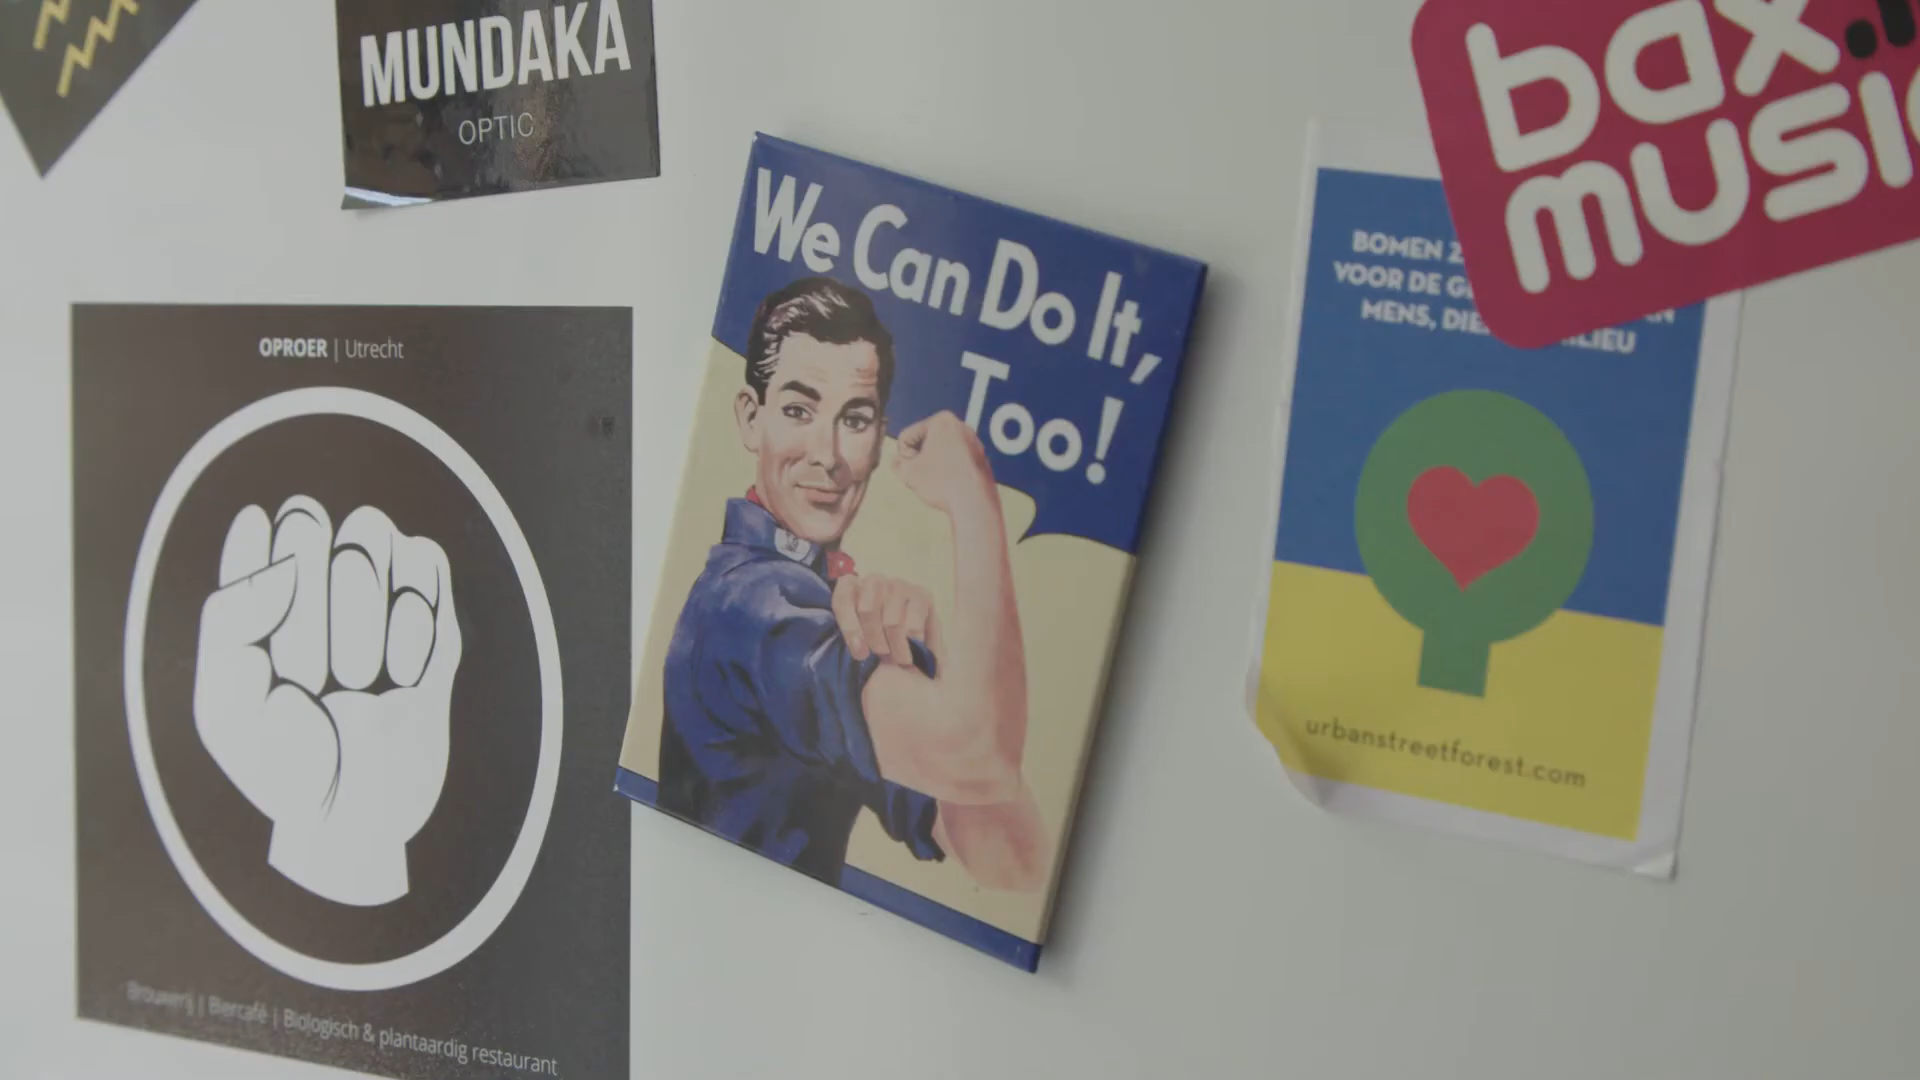 MUNDAKA
OPTIC
bax
music
We Can Do It,
Too!
BOMEN
VOOR DE
MENS,
urbanstreetforest.com
OPROER | Utrecht
Brouwerij | Biercafé | Biologisch & plantaardig restaurant